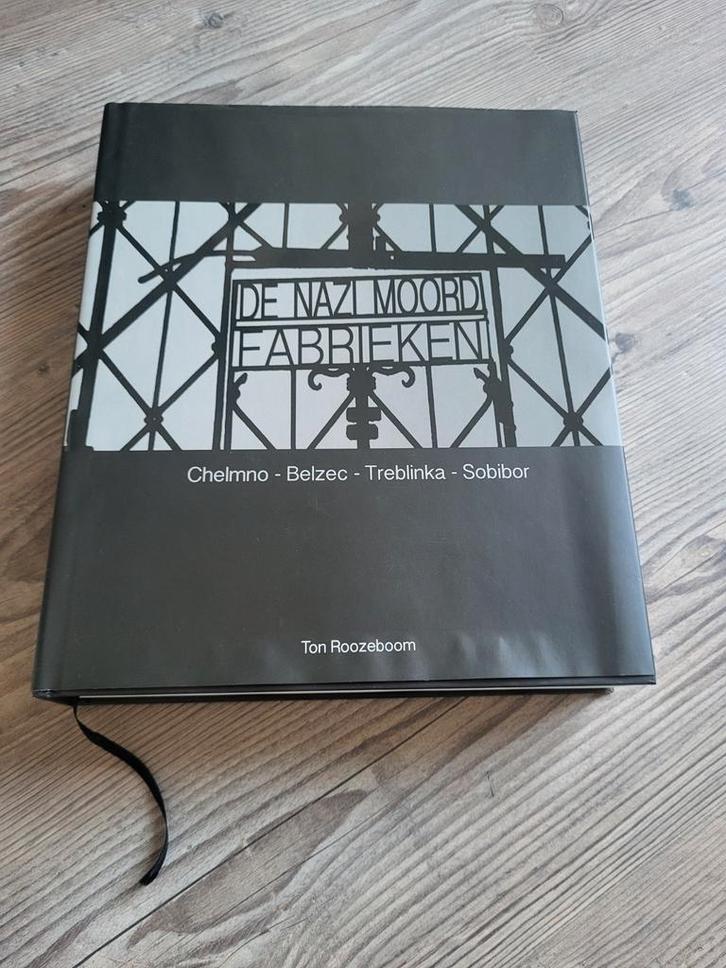 DE NAZI MOORD
FABRIEKEN
Chelmno - Belzec - Treblinka - Sobibor
Ton Roozeboom